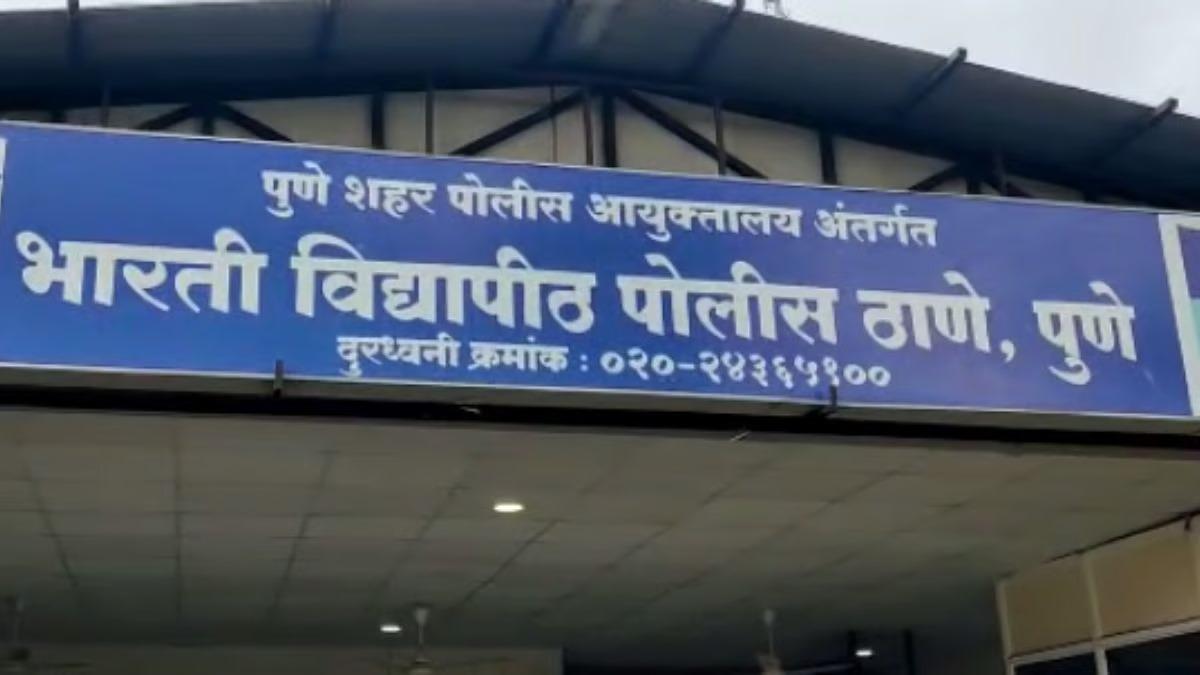 पुणे शहर पोलीस आयुक्तालय अंतर्गत
भारती विद्यापीठ पोलीस ठाणे, पुणे
दुरध्वनी क्रमांक : ०२०-२४३६५१००